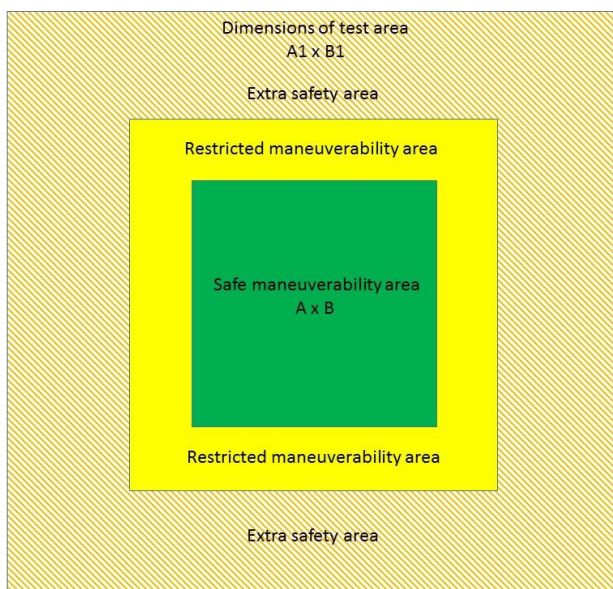 Dimensions of test area
A1 x B1
Extra safety area
Restricted maneuverability area
Safe maneuverability area
A x B
Restricted maneuverability area
Extra safety area